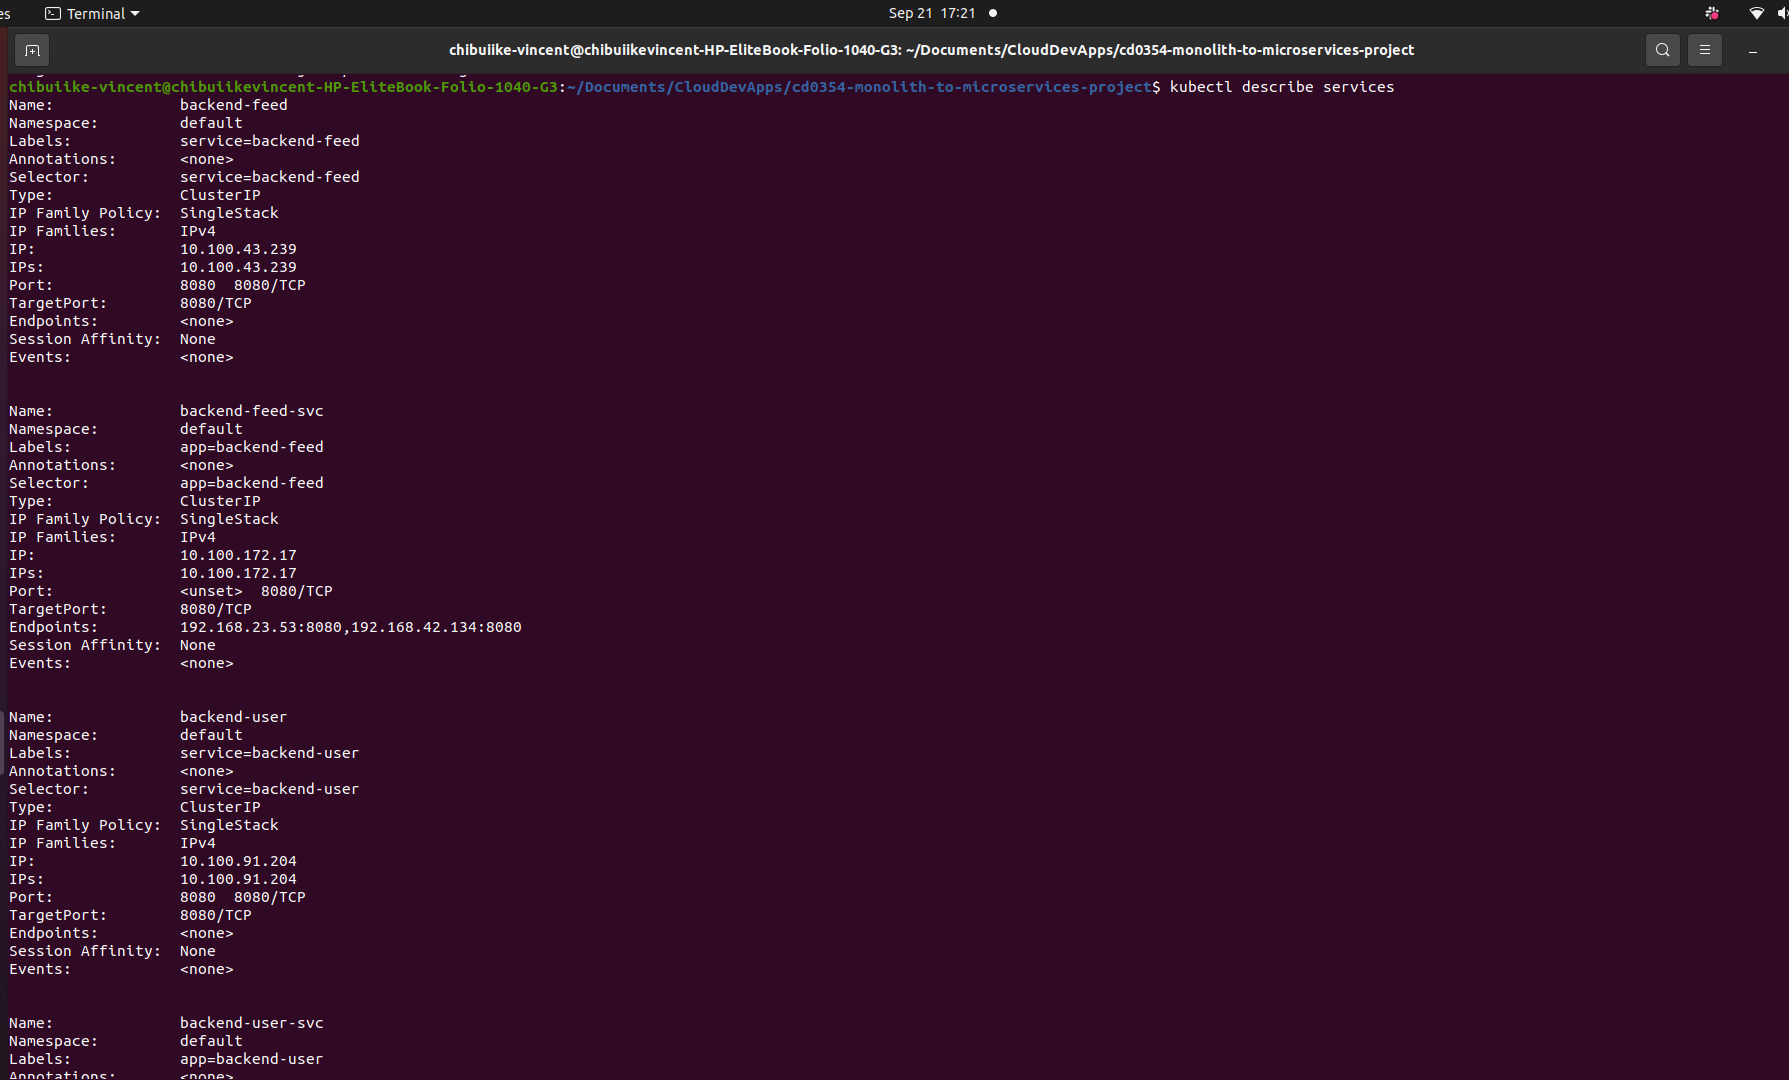 es Terminal Sep 21 17:21
chibuiike-vincent@chibuiikevincent-HP-EliteBook-Folio-1040-G3: ~/Documents/CloudDevApps/cd0354-monolith-to-microservices-project
chibuiike-vincent@chibuiikevincent-HP-EliteBook-Folio-1040-G3:~/Documents/CloudDevApps/cd0354-monolith-to-microservices-project$ kubectl describe services
Name: backend-feed
Namespace: default
Labels: service=backend-feed
Annotations: <none>
Selector: service=backend-feed
Type: ClusterIP
IP Family Policy: SingleStack
IP Families: IPv4
IP: 10.100.43.239
IPs: 10.100.43.239
Port: 8080 8080/TCP
TargetPort: 8080/TCP
Endpoints: <none>
Session Affinity: None
Events: <none>
Name: backend-feed-svc
Namespace: default
Labels: app=backend-feed
Annotations: <none>
Selector: app=backend-feed
Type: ClusterIP
IP Family Policy: SingleStack
IP Families: IPv4
IP: 10.100.172.17
IPs: 10.100.172.17
Port: <unset> 8080/TCP
TargetPort: 8080/TCP
Endpoints: 192.168.23.53:8080,192.168.42.134:8080
Session Affinity: None
Events: <none>
Name: backend-user
Namespace: default
Labels: service=backend-user
Annotations: <none>
Selector: service=backend-user
Type: ClusterIP
IP Family Policy: SingleStack
IP Families: IPv4
IP: 10.100.91.204
IPs: 10.100.91.204
Port: 8080 8080/TCP
TargetPort: 8080/TCP
Endpoints: <none>
Session Affinity: None
Events: <none>
Name: backend-user-svc
Namespace: default
Labels: app=backend-user
Annotations: <none>